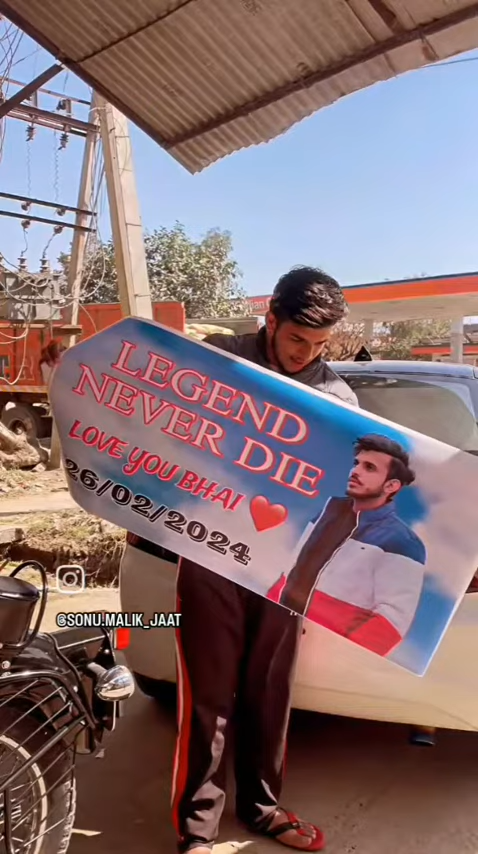 LEGEND
NEVER DIE
LOVE YOU BHAI
26/02/2024
@SONU.MALIK_JAAT